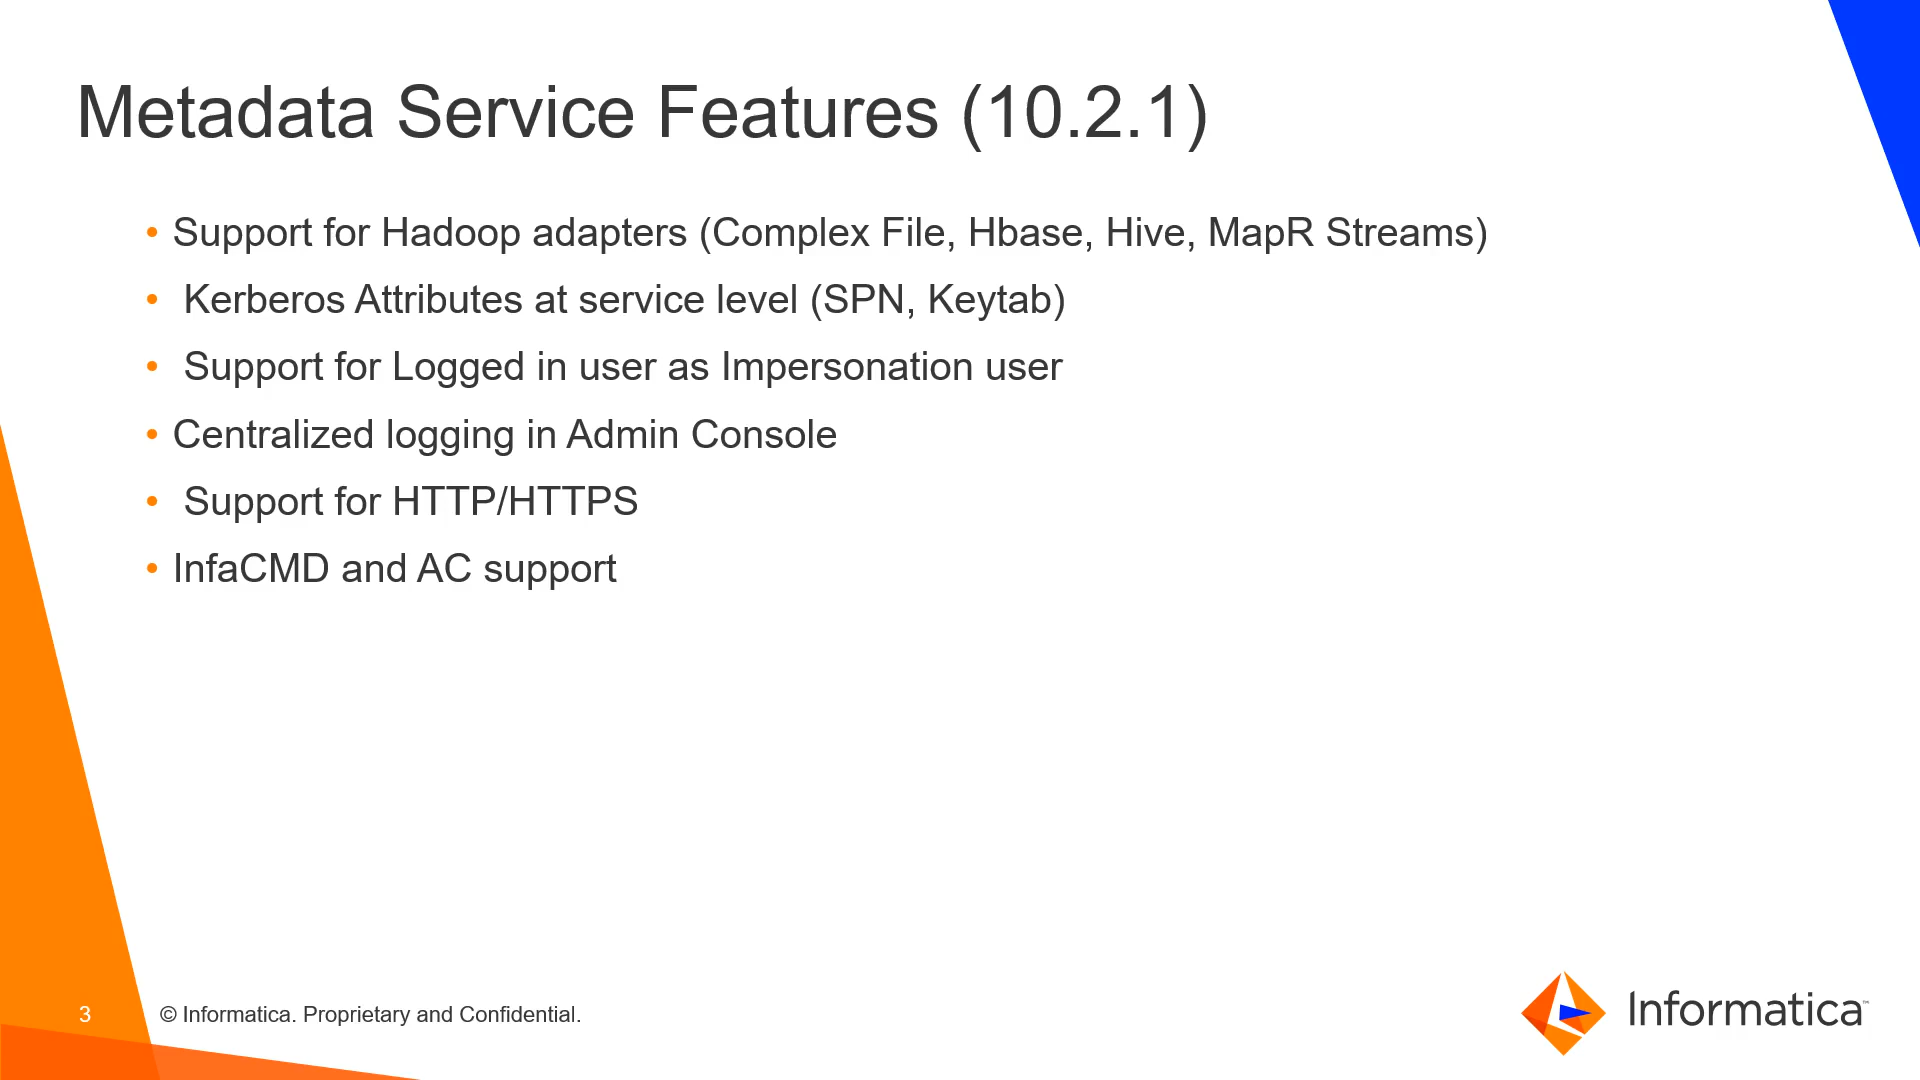 Metadata Service Features (10.2.1)
• Support for Hadoop adapters (Complex File, Hbase, Hive, MapR Streams)
• Kerberos Attributes at service level (SPN, Keytab)
• Support for Logged in user as Impersonation user
• Centralized logging in Admin Console
• Support for HTTP/HTTPS
• InfaCMD and AC support
3 © Informatica. Proprietary and Confidential.
Informatica™